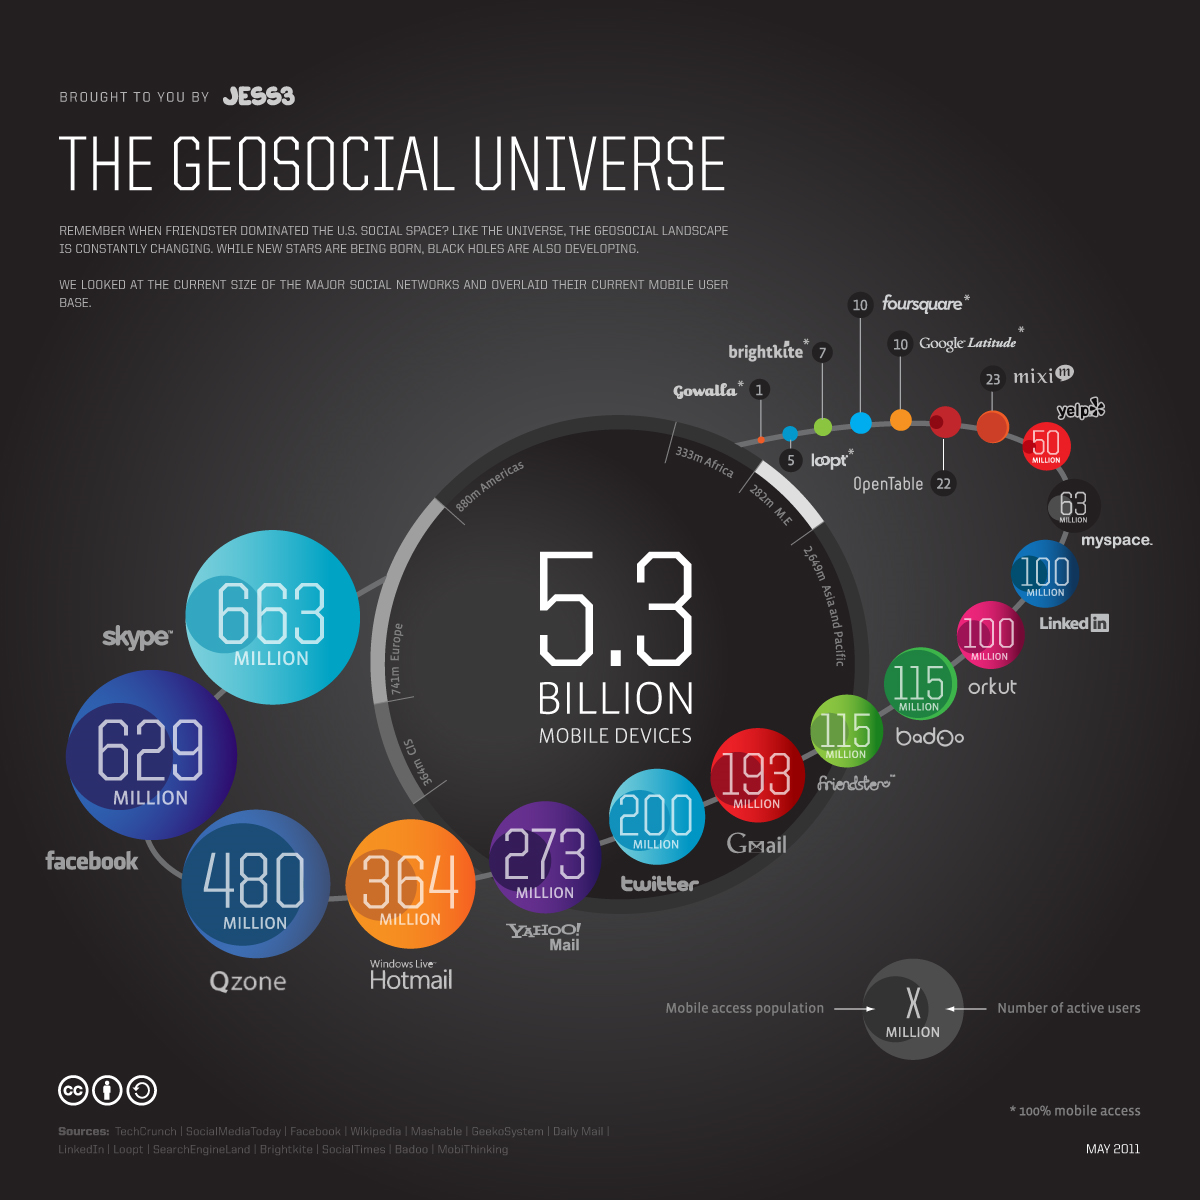 BROUGHT TO YOU BY JESS3
THE GEOSOCIAL UNIVERSE
REMEMBER WHEN FRIENDSTER DOMINATED THE U.S. SOCIAL SPACE? LIKE THE UNIVERSE, THE GEOSOCIAL LANDSCAPE
IS CONSTANTLY CHANGING. WHILE NEW STARS ARE BEING BORN, BLACK HOLES ARE ALSO DEVELOPING.
WE LOOKED AT THE CURRENT SIZE OF THE MAJOR SOCIAL NETWORKS AND OVERLAID THEIR CURRENT MOBILE USER
BASE.
10 foursquare*
10 Google Latitude*
brightkite* 7
23 mixi m
Gowalla* 1
yelp
5 loopt*
OpenTable 22
50
MILLION
63
MILLION
myspace.
100
MILLION
Linked in
100
MILLION
orkut
115
MILLION
badoo
115
MILLION
friendster™
193
MILLION
Gmail
200
MILLION
twitter
273
MILLION
YAHOO!
Mail
364
MILLION
Windows Live™
Hotmail
480
MILLION
Qzone
629
MILLION
facebook
663
MILLION
skype™
880m Americas
333m Africa
282m M.E
2,649m Asia and Pacific
741m Europe
364m CIS
5.3
BILLION
MOBILE DEVICES
Mobile access population
X
MILLION
Number of active users
cc
* 100% mobile access
Sources: TechCrunch | SocialMediaToday | Facebook | Wikipedia | Mashable | GeekoSystem | Daily Mail |
LinkedIn | Loopt | SearchEngineLand | Brightkite | SocialTimes | Badoo | MobiThinking
MAY 2011